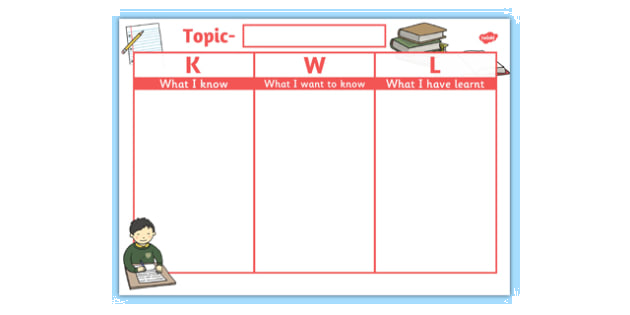 Topic-
K W L
What I know What I want to know What I have learnt